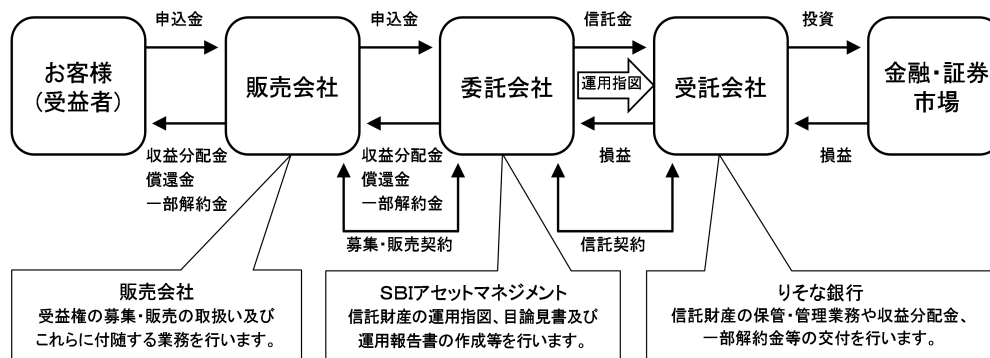 申込金
申込金
信託金
投資
お客様
（受益者）
販売会社
委託会社
運用指図
受託会社
金融・証券
市場
収益分配金
償還金
一部解約金
収益分配金
償還金
一部解約金
損益
損益
募集・販売契約
信託契約
販売会社
受益権の募集・販売の取扱い及び
これらに付随する業務を行います。
SBIアセットマネジメント
信託財産の運用指図、目論見書及び
運用報告書の作成等を行います。
りそな銀行
信託財産の保管・管理業務や収益分配金、
一部解約金等の交付を行います。